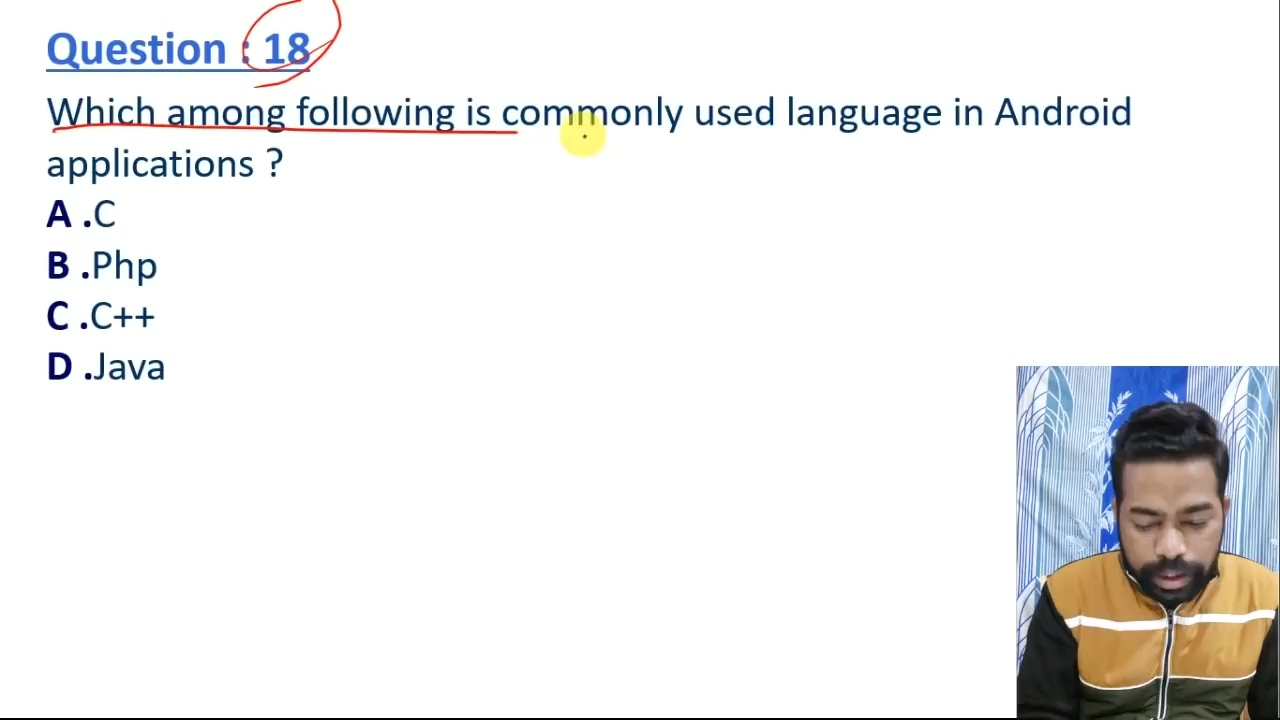 Question : 18
Which among following is commonly used language in Android
applications ?
A .C
B .Php
C .C++
D .Java